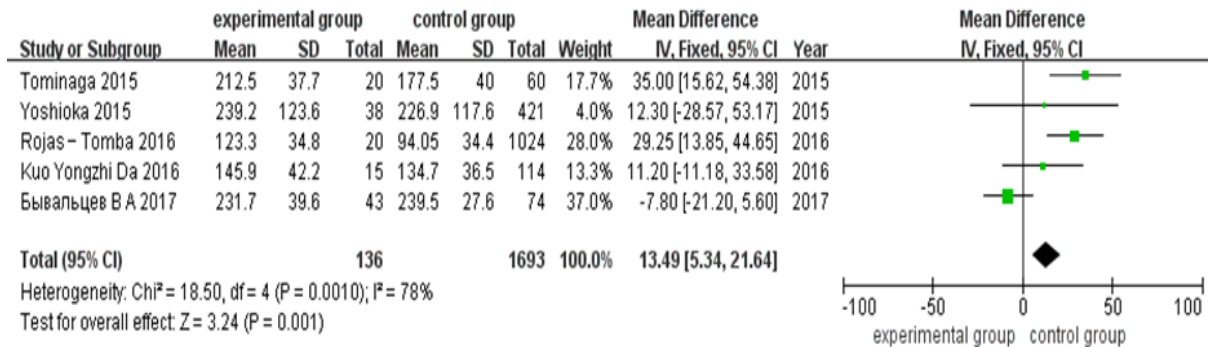 experimental group control group Mean Difference Mean Difference
Study or Subgroup Mean SD Total Mean SD Total Weight IV, Fixed, 95% CI Year IV, Fixed, 95% CI
Tominaga 2015 212.5 37.7 20 177.5 40 60 17.7% 35.00 [15.62, 54.38] 2015
Yoshioka 2015 239.2 123.6 38 226.9 117.6 421 4.0% 12.30 [-28.57, 53.17] 2015
Rojas – Tomba 2016 123.3 34.8 20 94.05 34.4 1024 28.0% 29.25 [13.85, 44.65] 2016
Kuo Yongzhi Da 2016 145.9 42.2 15 134.7 36.5 114 13.3% 11.20 [-11.18, 33.58] 2016
Бывальцев В А 2017 231.7 39.6 43 239.5 27.6 74 37.0% -7.80 [-21.20, 5.60] 2017
Total (95% CI) 136 1693 100.0% 13.49 [5.34, 21.64]
Heterogeneity: Chi² = 18.50, df = 4 (P = 0.0010); I² = 78%
Test for overall effect: Z = 3.24 (P = 0.001)
-100 -50 0 50 100
experimental group control group